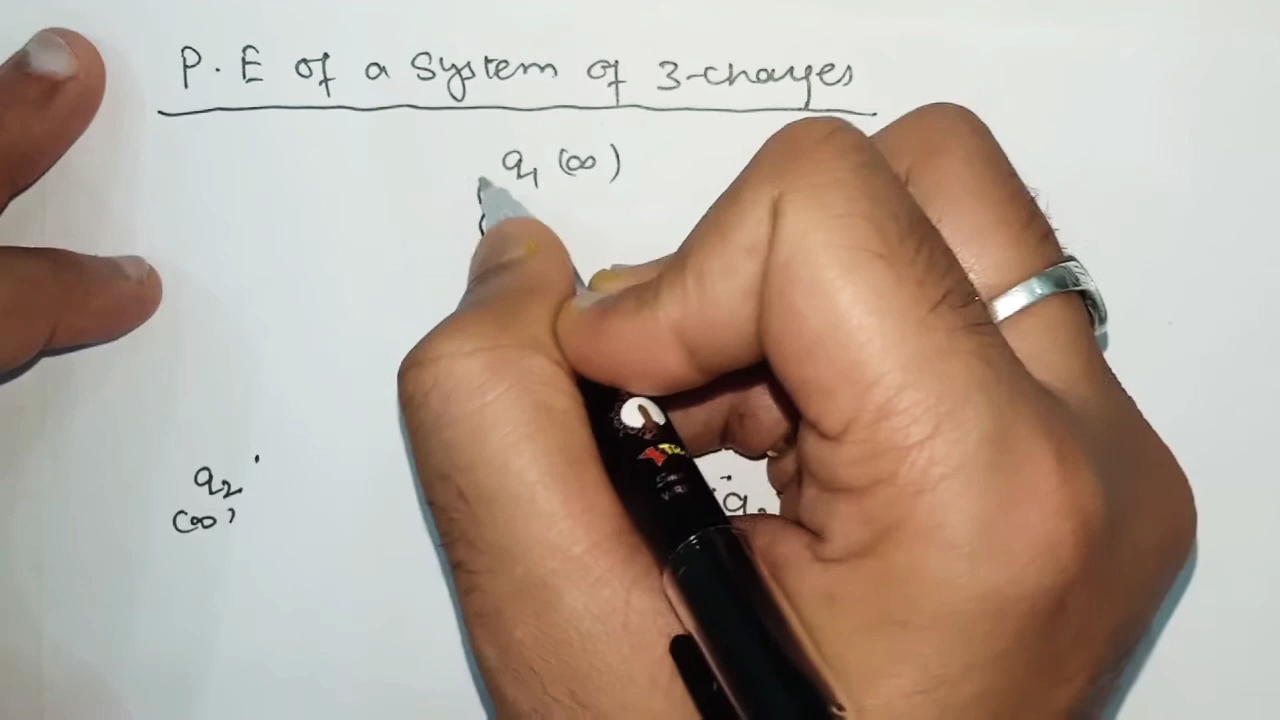 P.E of a System of 3-charges
q1 (∞)
q2
(∞)
q